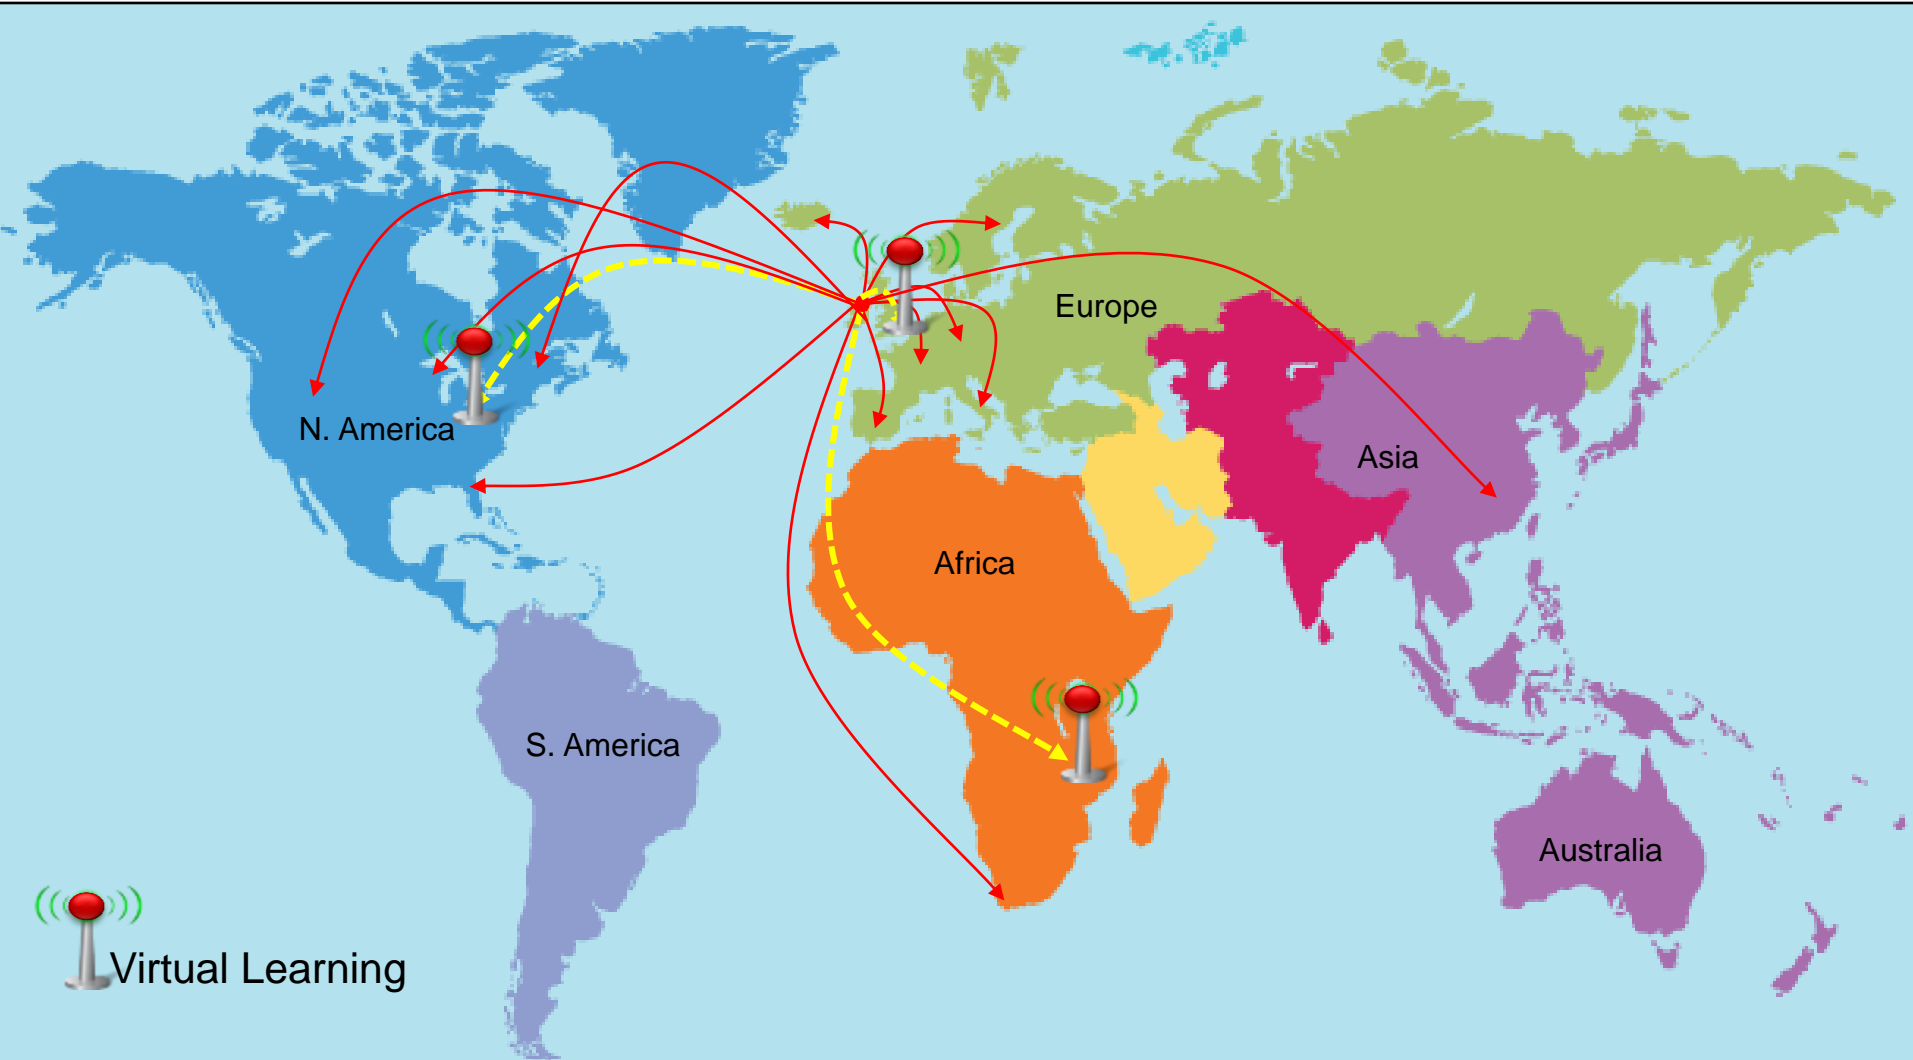 Europe
N. America
Asia
Africa
S. America
Australia
Virtual Learning